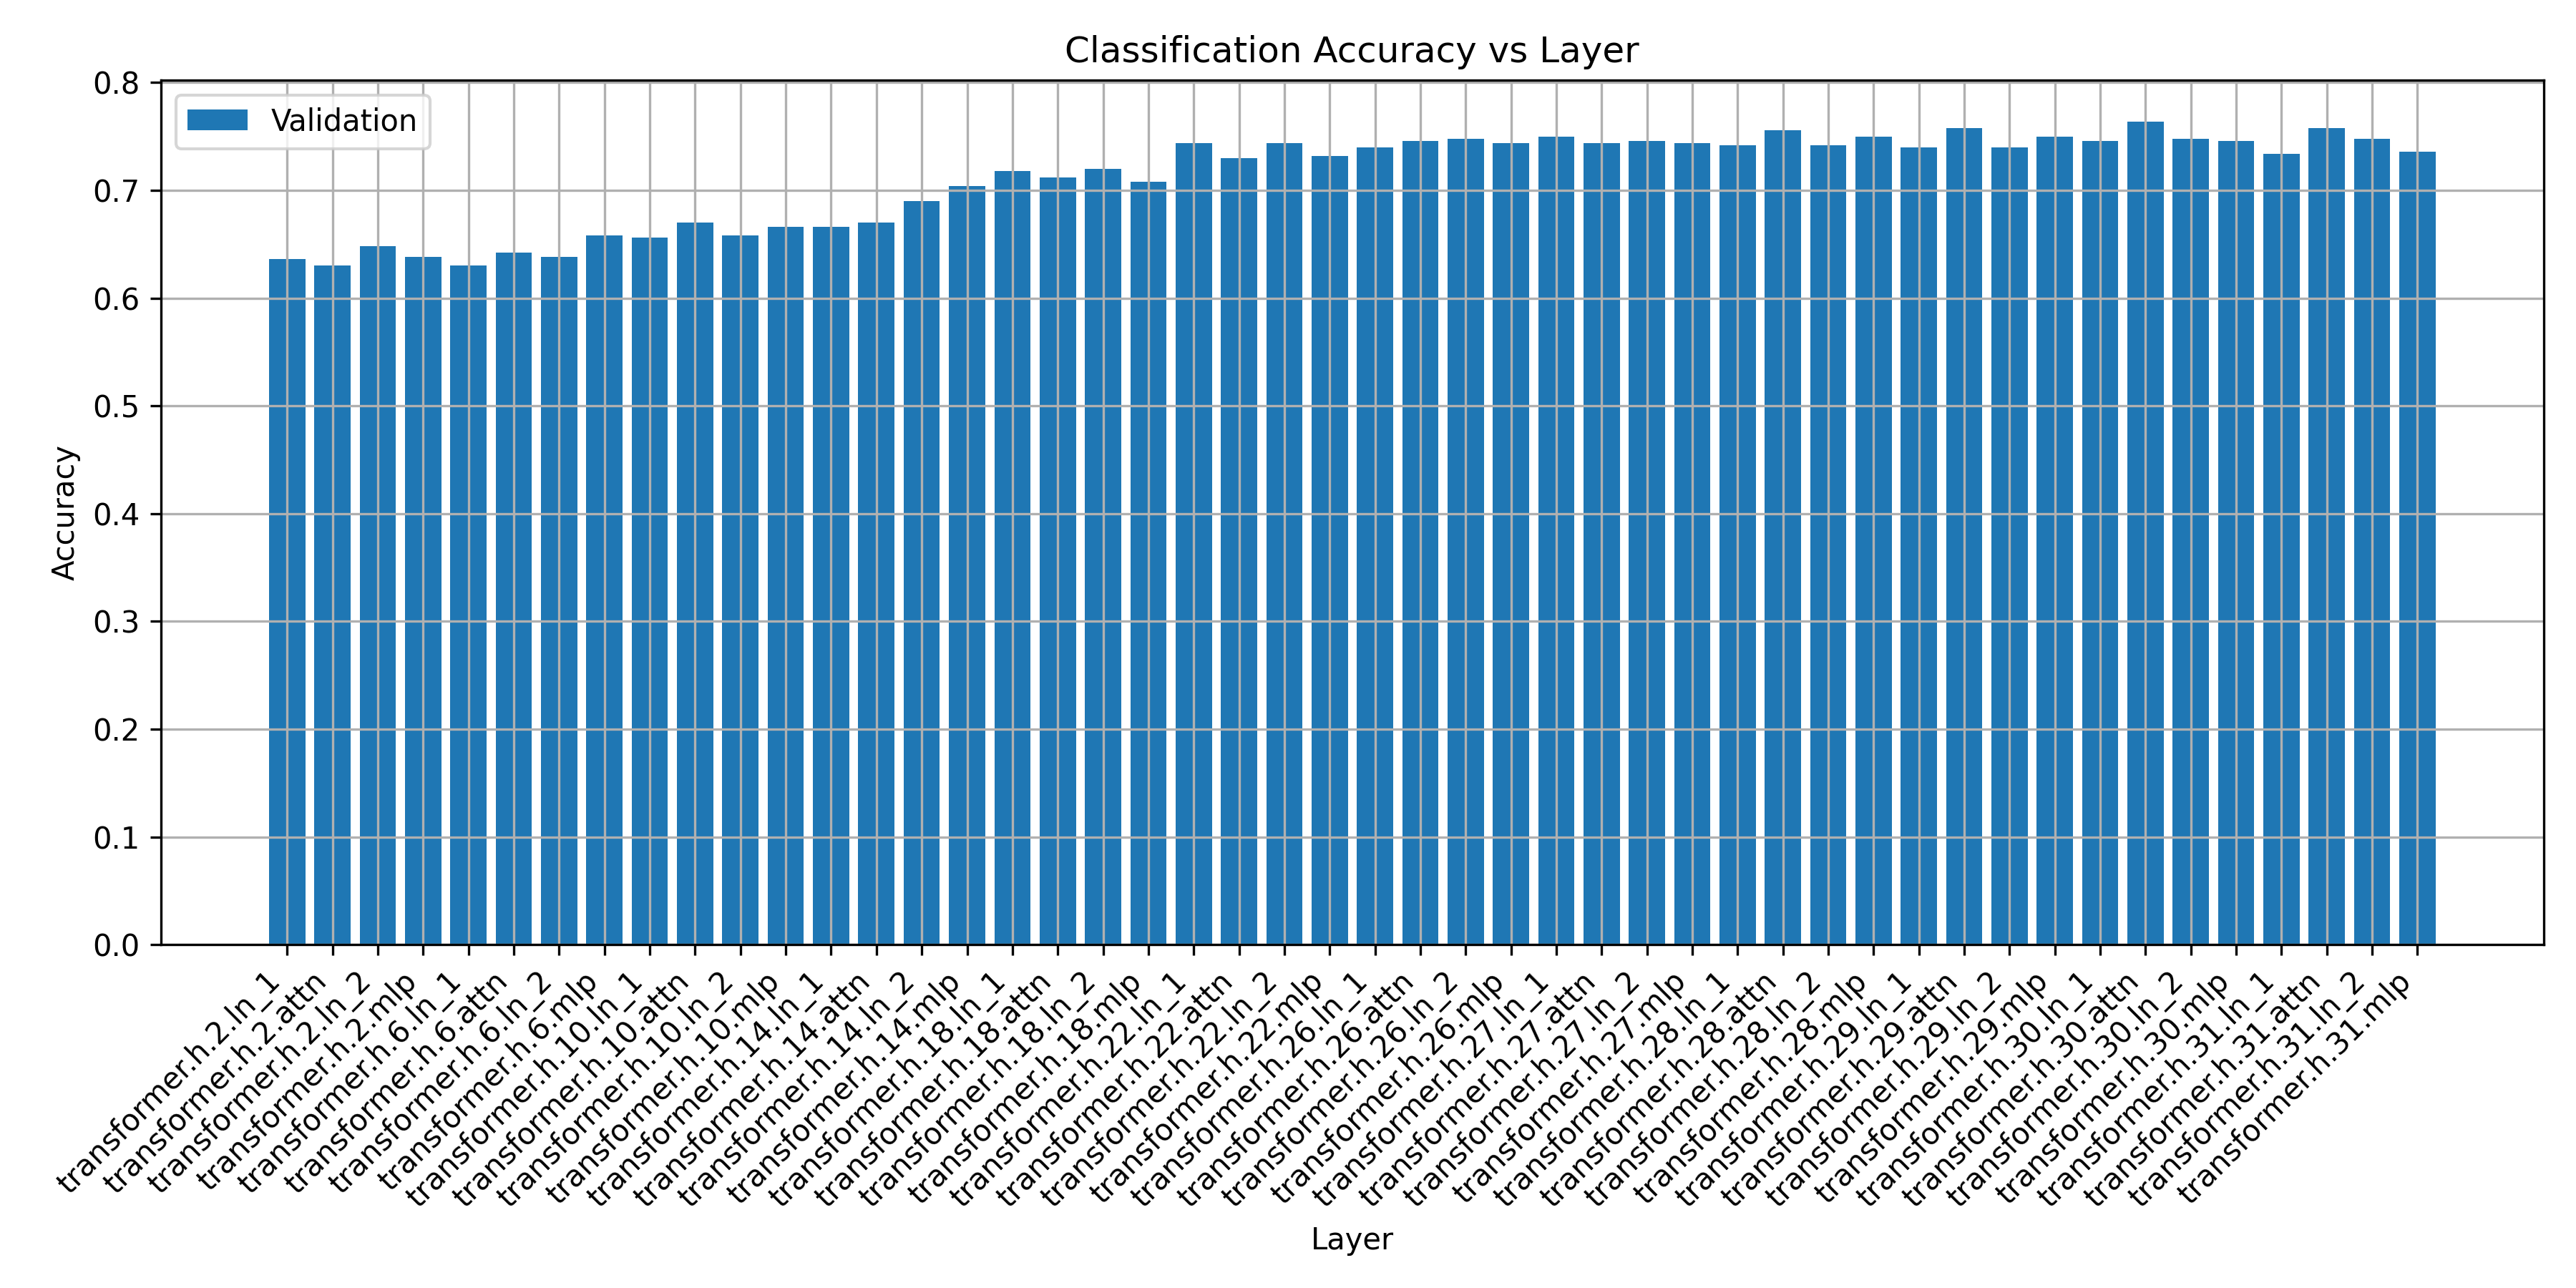 Classification Accuracy vs Layer
Validation
0.8
0.7
0.6
0.5
0.4
0.3
0.2
0.1
0.0
Accuracy
transformer.h.2.ln_1
transformer.h.2.attn
transformer.h.2.ln_2
transformer.h.2.mlp
transformer.h.6.ln_1
transformer.h.6.attn
transformer.h.6.ln_2
transformer.h.6.mlp
transformer.h.10.ln_1
transformer.h.10.attn
transformer.h.10.ln_2
transformer.h.10.mlp
transformer.h.14.ln_1
transformer.h.14.attn
transformer.h.14.ln_2
transformer.h.14.mlp
transformer.h.18.ln_1
transformer.h.18.attn
transformer.h.18.ln_2
transformer.h.18.mlp
transformer.h.22.ln_1
transformer.h.22.attn
transformer.h.22.ln_2
transformer.h.22.mlp
transformer.h.26.ln_1
transformer.h.26.attn
transformer.h.26.ln_2
transformer.h.26.mlp
transformer.h.27.ln_1
transformer.h.27.attn
transformer.h.27.ln_2
transformer.h.27.mlp
transformer.h.28.ln_1
transformer.h.28.attn
transformer.h.28.ln_2
transformer.h.28.mlp
transformer.h.29.ln_1
transformer.h.29.attn
transformer.h.29.ln_2
transformer.h.29.mlp
transformer.h.30.ln_1
transformer.h.30.attn
transformer.h.30.ln_2
transformer.h.30.mlp
transformer.h.31.ln_1
transformer.h.31.attn
transformer.h.31.ln_2
transformer.h.31.mlp
Layer